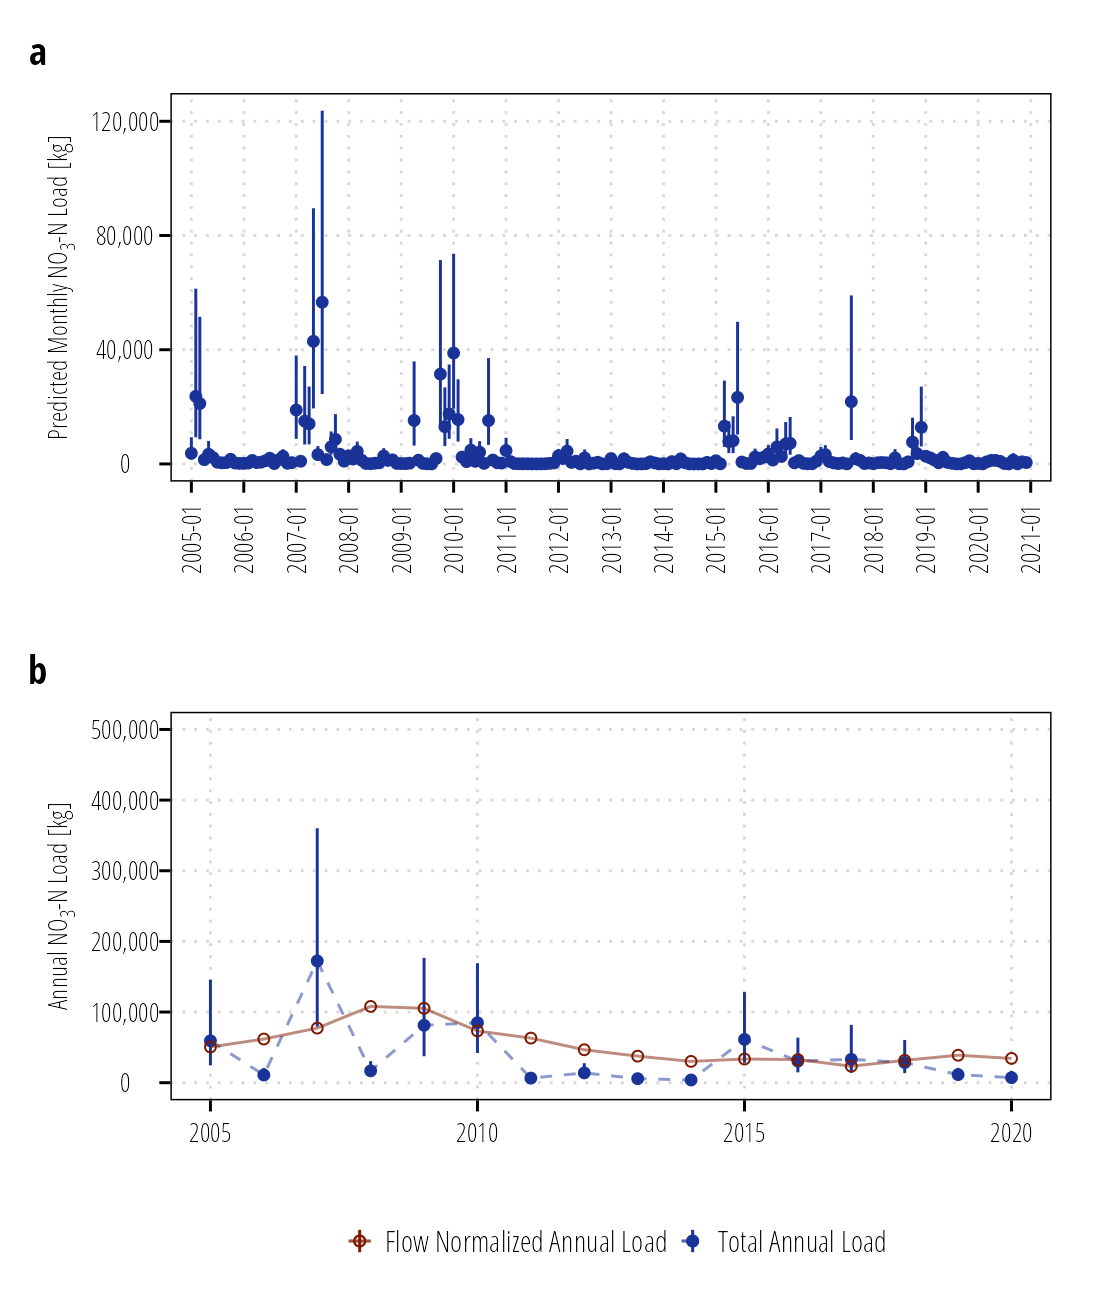 a
Predicted Monthly NO3-N Load [kg]
120,000
80,000
40,000
0
2005-01 2006-01 2007-01 2008-01 2009-01 2010-01 2011-01 2012-01 2013-01 2014-01 2015-01 2016-01 2017-01 2018-01 2019-01 2020-01 2021-01
b
Annual NO3-N Load [kg]
500,000
400,000
300,000
200,000
100,000
0
2005 2010 2015 2020
Flow Normalized Annual Load Total Annual Load